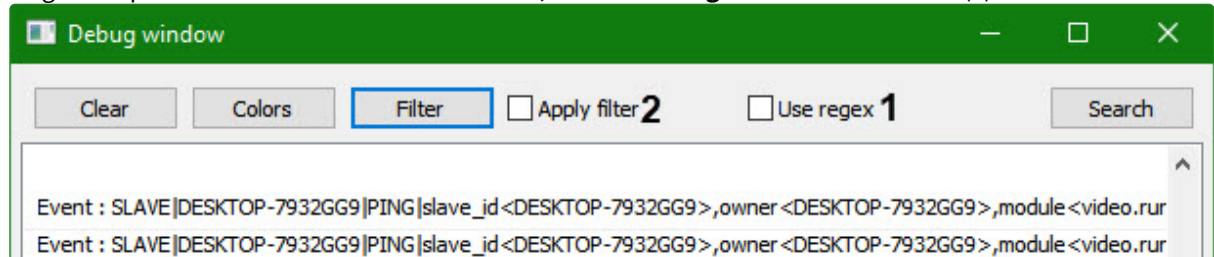 Debug window
Clear Colors Filter Apply filter 2 Use regex 1 Search
Event : SLAVE|DESKTOP-7932GG9|PING|slave_id<DESKTOP-7932GG9>,owner<DESKTOP-7932GG9>,module<video.rur
Event : SLAVE|DESKTOP-7932GG9|PING|slave_id<DESKTOP-7932GG9>,owner<DESKTOP-7932GG9>,module<video.rur